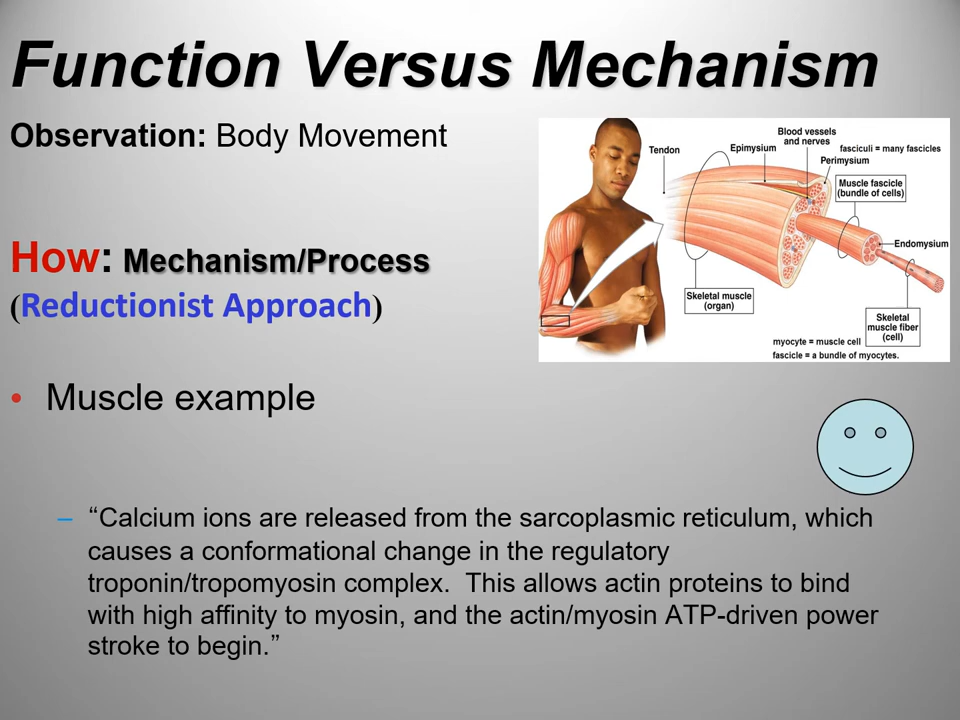 Function Versus Mechanism
Observation: Body Movement
How: Mechanism/Process
(Reductionist Approach)
• Muscle example
– “Calcium ions are released from the sarcoplasmic reticulum, which
causes a conformational change in the regulatory
troponin/tropomyosin complex.  This allows actin proteins to bind
with high affinity to myosin, and the actin/myosin ATP-driven power
stroke to begin.”
Tendon
Epimysium
Blood vessels
and nerves
fasciculi = many fascicles
Perimysium
Muscle fascicle
(bundle of cells)
Endomysium
Skeletal muscle
(organ)
Skeletal
muscle fiber
(cell)
myocyte = muscle cell
fascicle = a bundle of myocytes.